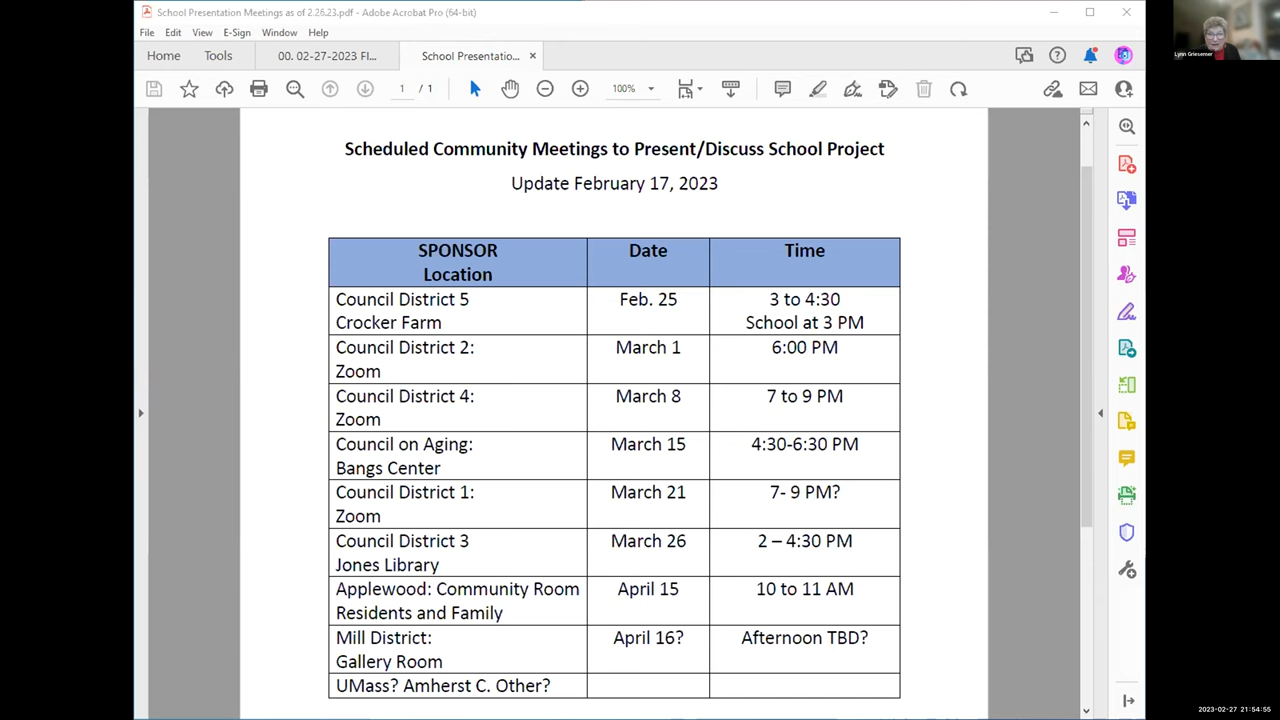 School Presentation Meetings as of 2.26.23.pdf - Adobe Acrobat Pro (64-bit)
File Edit View E-Sign Window Help
Home Tools 00. 02-27-2023 FI... School Presentatio... ×
1 / 1 100%
Lynn Griesemer
Scheduled Community Meetings to Present/Discuss School Project
Update February 17, 2023
SPONSOR Date Time
Location
Council District 5 Feb. 25 3 to 4:30
Crocker Farm School at 3 PM
Council District 2: March 1 6:00 PM
Zoom
Council District 4: March 8 7 to 9 PM
Zoom
Council on Aging: March 15 4:30-6:30 PM
Bangs Center
Council District 1: March 21 7- 9 PM?
Zoom
Council District 3 March 26 2 – 4:30 PM
Jones Library
Applewood: Community Room April 15 10 to 11 AM
Residents and Family
Mill District: April 16? Afternoon TBD?
Gallery Room
UMass? Amherst C. Other?
2023-02-27 21:54:55